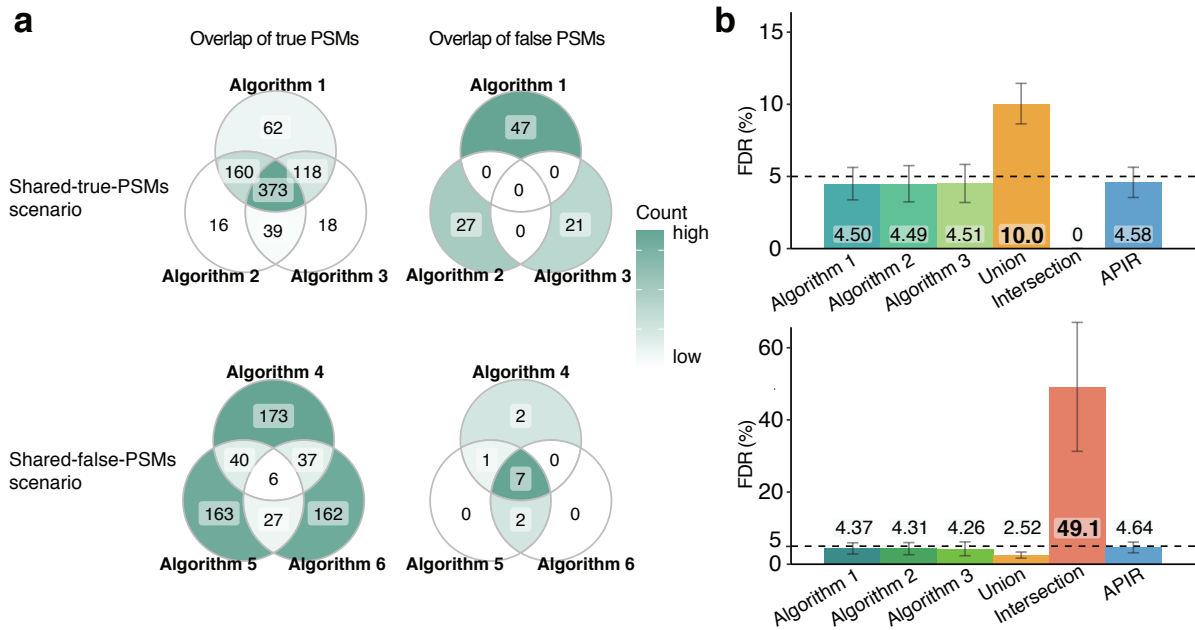 a
Overlap of true PSMs
Overlap of false PSMs
Shared-true-PSMs
scenario
Algorithm 1
62
160
118
373
16
39
18
Algorithm 2
Algorithm 3
Algorithm 1
47
0
0
0
27
0
21
Algorithm 2
Algorithm 3
Count
high
low
Shared-false-PSMs
scenario
Algorithm 4
173
40
37
6
163
27
162
Algorithm 5
Algorithm 6
Algorithm 4
2
1
0
7
0
2
0
Algorithm 5
Algorithm 6
b
FDR (%)
15
10
5
0
4.50
4.49
4.51
10.0
0
4.58
Algorithm 1
Algorithm 2
Algorithm 3
Union
Intersection
APIR
FDR (%)
60
40
20
5
0
4.37
4.31
4.26
2.52
49.1
4.64
Algorithm 1
Algorithm 2
Algorithm 3
Union
Intersection
APIR